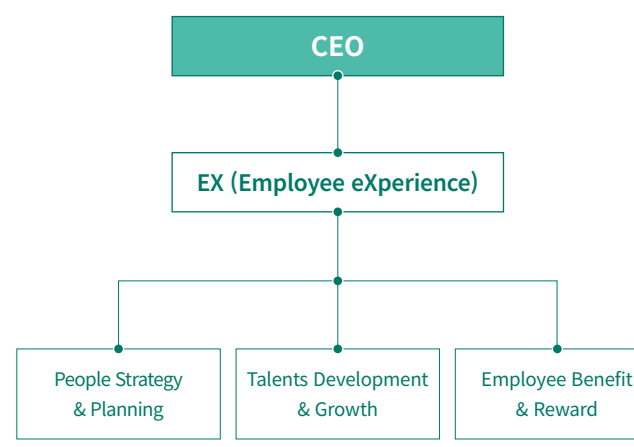 CEO
EX (Employee eXperience)
People Strategy
& Planning
Talents Development
& Growth
Employee Benefit
& Reward